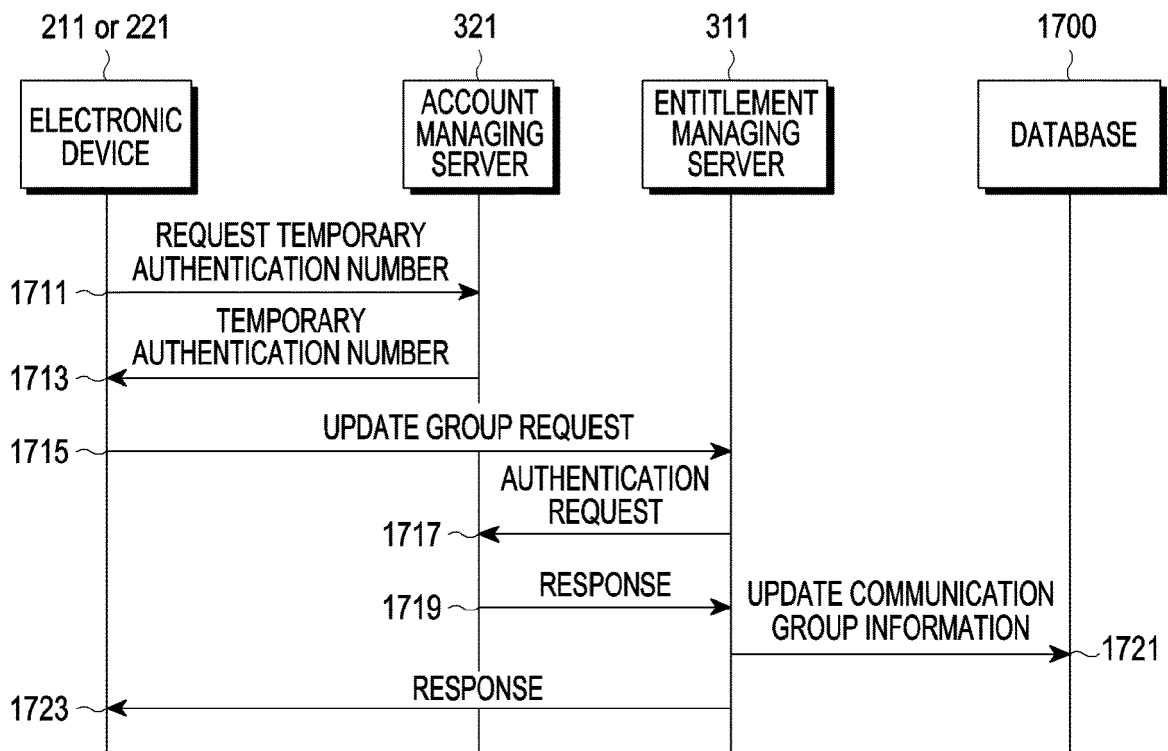 211 or 221
321
311
1700
ELECTRONIC
DEVICE
ACCOUNT
MANAGING
SERVER
ENTITLEMENT
MANAGING
SERVER
DATABASE
REQUEST TEMPORARY
AUTHENTICATION NUMBER
1711
TEMPORARY
AUTHENTICATION NUMBER
1713
UPDATE GROUP REQUEST
1715
AUTHENTICATION
REQUEST
1717
RESPONSE
1719
UPDATE COMMUNICATION
GROUP INFORMATION
1721
RESPONSE
1723